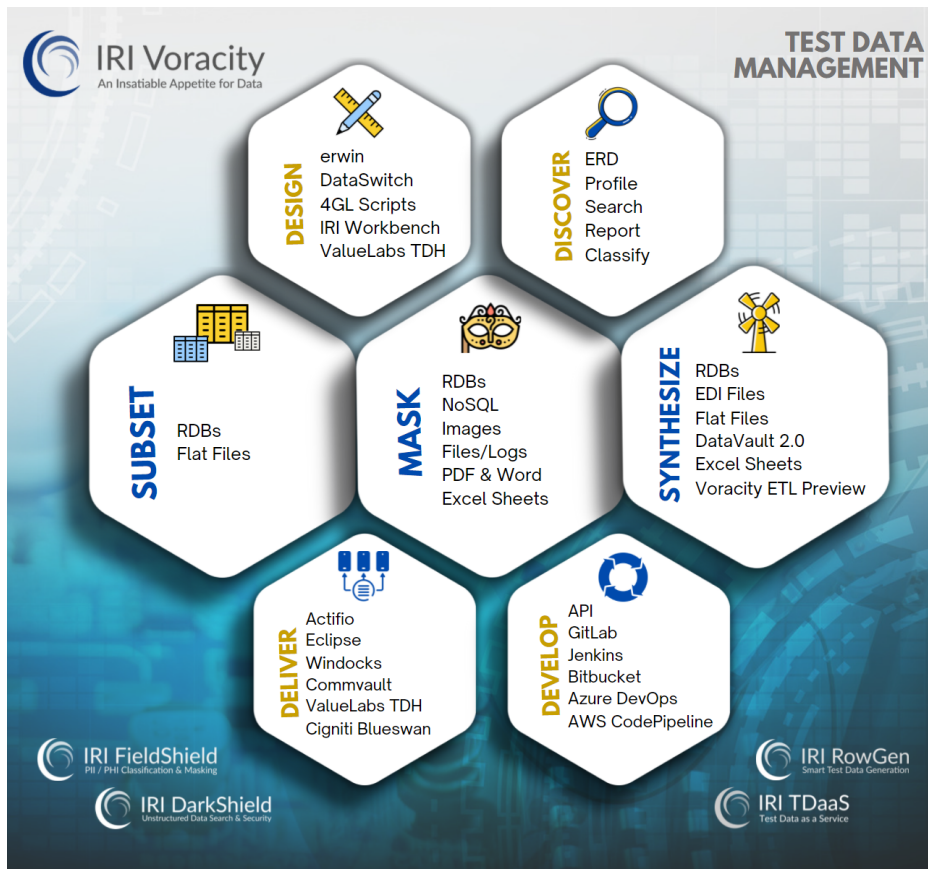 IRI Voracity
An Insatiable Appetite for Data
TEST DATA
MANAGEMENT
DESIGN
erwin
DataSwitch
4GL Scripts
IRI Workbench
ValueLabs TDH
DISCOVER
ERD
Profile
Search
Report
Classify
SUBSET
RDBs
Flat Files
MASK
RDBs
NoSQL
Images
Files/Logs
PDF & Word
Excel Sheets
SYNTHESIZE
RDBs
EDI Files
Flat Files
DataVault 2.0
Excel Sheets
Voracity ETL Preview
DELIVER
Actifio
Eclipse
Windocks
Commvault
ValueLabs TDH
Cigniti Blueswan
DEVELOP
API
GitLab
Jenkins
Bitbucket
Azure DevOps
AWS CodePipeline
IRI FieldShield
PII / PHI Classification & Masking
IRI DarkShield
Unstructured Data Search & Security
IRI RowGen
Smart Test Data Generation
IRI TDaaS
Test Data as a Service